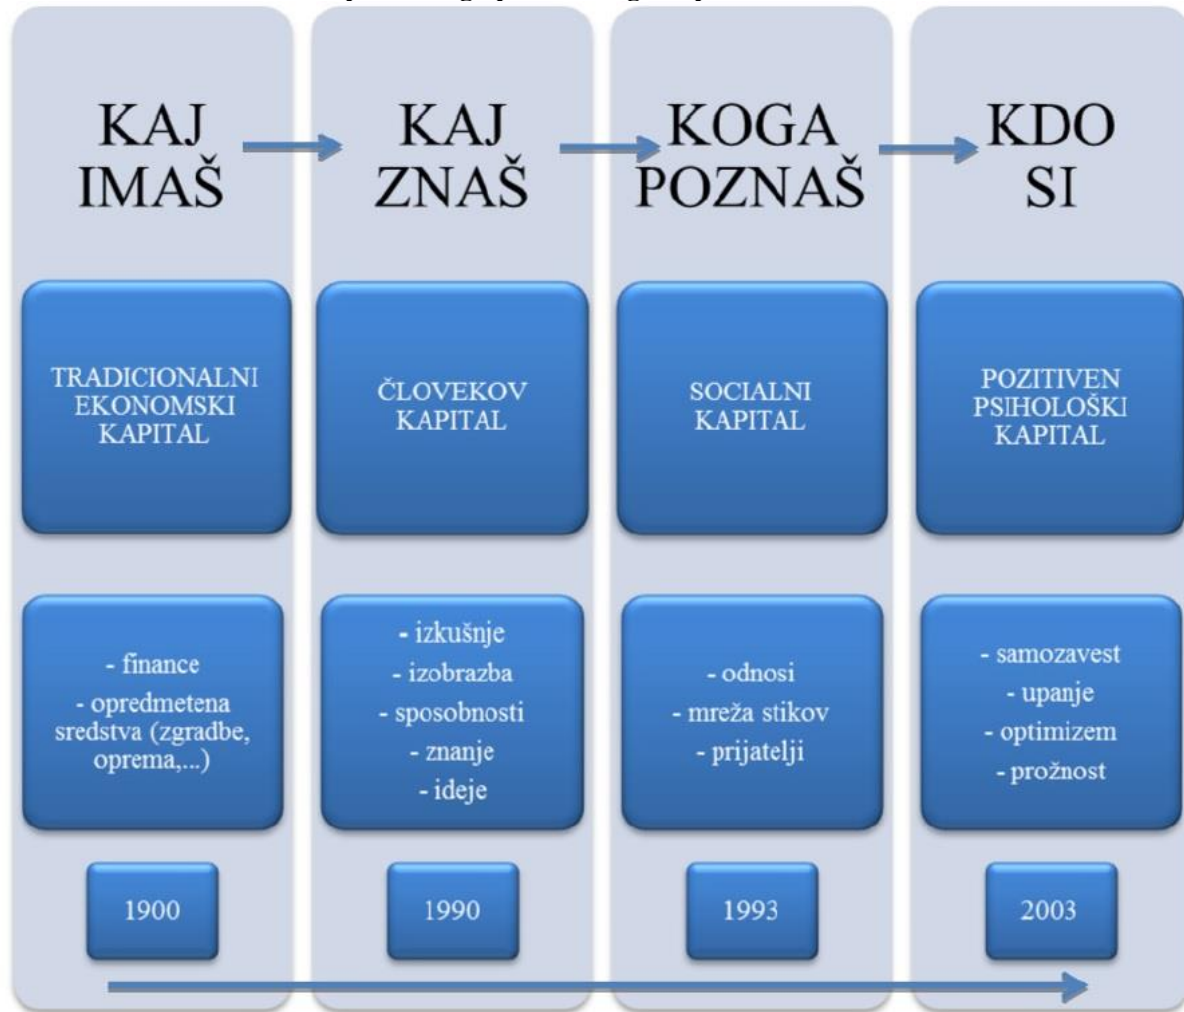 KAJ
IMAŠ
KAJ
ZNAŠ
KOGA
POZNAŠ
KDO
SI
TRADICIONALNI
EKONOMSKI
KAPITAL
ČLOVEKOV
KAPITAL
SOCIALNI
KAPITAL
POZITIVEN
PSIHOLOŠKI
KAPITAL
- finance
- opredmetena
sredstva (zgradbe,
oprema,...)
- izkušnje
- izobrazba
- sposobnosti
- znanje
- ideje
- odnosi
- mreža stikov
- prijatelji
- samozavest
- upanje
- optimizem
- prožnost
1900
1990
1993
2003